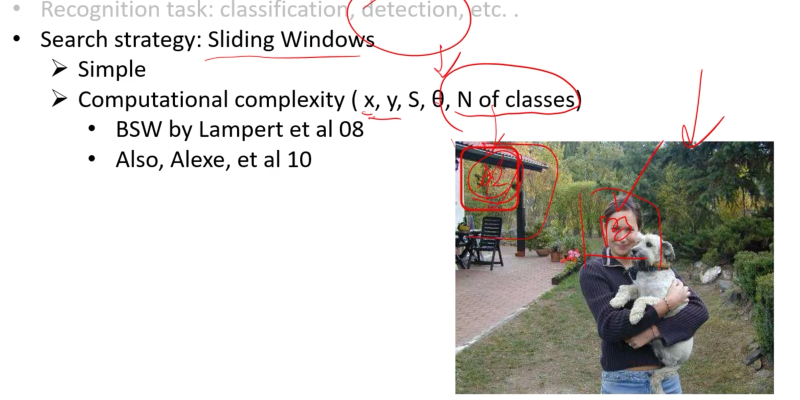 • Recognition task: classification, detection, etc. .
• Search strategy: Sliding Windows
➢ Simple
➢ Computational complexity ( x, y, S, θ, N of classes)
• BSW by Lampert et al 08
• Also, Alexe, et al 10